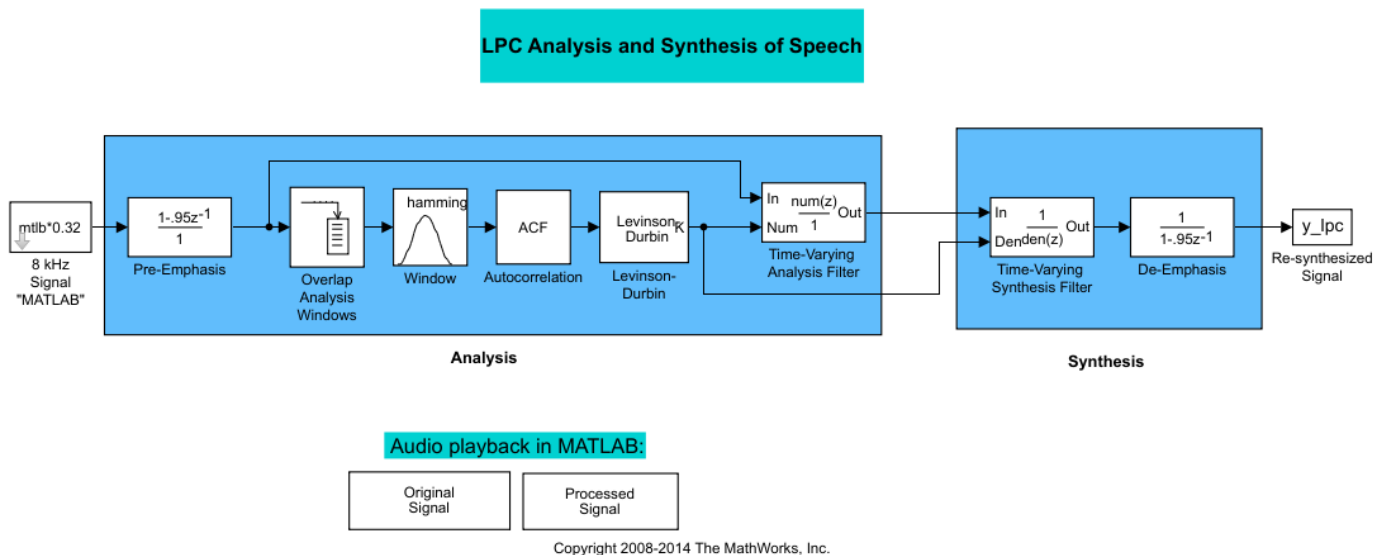 LPC Analysis and Synthesis of Speech
mtlb*0.32
8 kHz
Signal
"MATLAB"
1-.95z-1
1
Pre-Emphasis
Overlap
Analysis
Windows
hamming
Window
ACF
Autocorrelation
Levinson-
Durbin
K
Levinson-
Durbin
In
Num
num(z)
1
Out
Time-Varying
Analysis Filter
Analysis
In
Den
1
den(z)
Out
Time-Varying
Synthesis Filter
1
1-.95z-1
De-Emphasis
Synthesis
y_lpc
Re-synthesized
Signal
Audio playback in MATLAB:
Original
Signal
Processed
Signal
Copyright 2008-2014 The MathWorks, Inc.